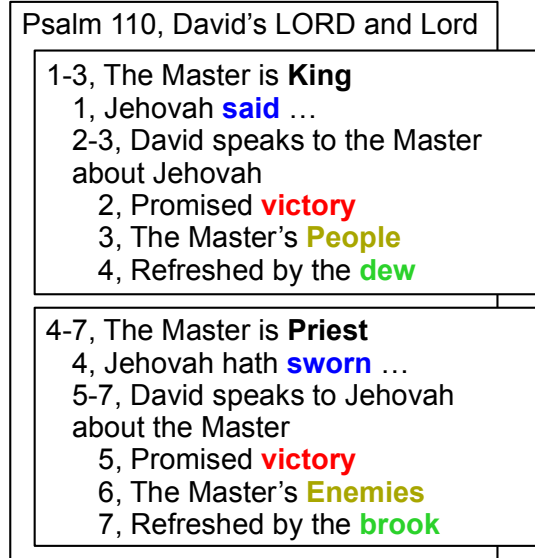 Psalm 110, David’s LORD and Lord
1-3, The Master is King
1, Jehovah said …
2-3, David speaks to the Master
about Jehovah
2, Promised victory
3, The Master’s People
4, Refreshed by the dew
4-7, The Master is Priest
4, Jehovah hath sworn …
5-7, David speaks to Jehovah
about the Master
5, Promised victory
6, The Master’s Enemies
7, Refreshed by the brook